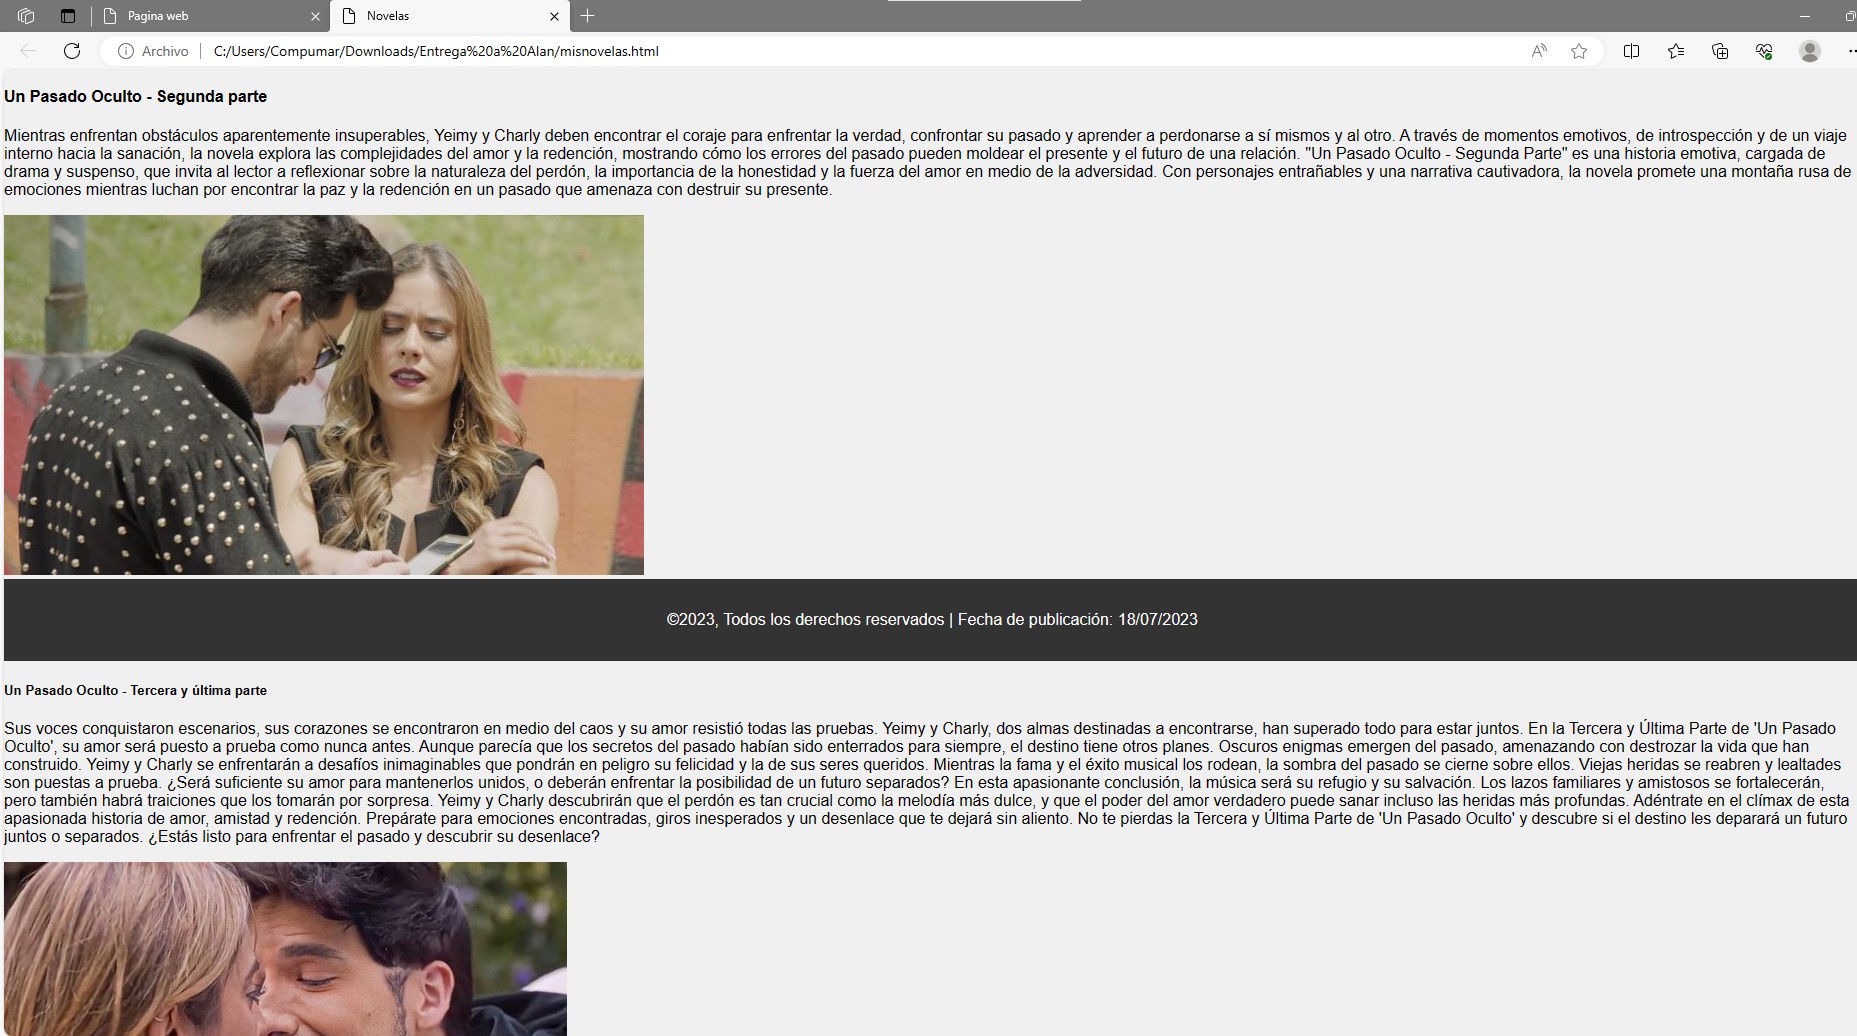 Pagina web
Novelas
Archivo
C:/Users/Compumar/Downloads/Entrega%20a%20Alan/misnovelas.html
Un Pasado Oculto - Segunda parte
Mientras enfrentan obstáculos aparentemente insuperables, Yeimy y Charly deben encontrar el coraje para enfrentar la verdad, confrontar su pasado y aprender a perdonarse a sí mismos y al otro. A través de momentos emotivos, de introspección y de un viaje
interno hacia la sanación, la novela explora las complejidades del amor y la redención, mostrando cómo los errores del pasado pueden moldear el presente y el futuro de una relación. "Un Pasado Oculto - Segunda Parte" es una historia emotiva, cargada de
drama y suspenso, que invita al lector a reflexionar sobre la naturaleza del perdón, la importancia de la honestidad y la fuerza del amor en medio de la adversidad. Con personajes entrañables y una narrativa cautivadora, la novela promete una montaña rusa de
emociones mientras luchan por encontrar la paz y la redención en un pasado que amenaza con destruir su presente.
©2023, Todos los derechos reservados | Fecha de publicación: 18/07/2023
Un Pasado Oculto - Tercera y última parte
Sus voces conquistaron escenarios, sus corazones se encontraron en medio del caos y su amor resistió todas las pruebas. Yeimy y Charly, dos almas destinadas a encontrarse, han superado todo para estar juntos. En la Tercera y Última Parte de 'Un Pasado
Oculto', su amor será puesto a prueba como nunca antes. Aunque parecía que los secretos del pasado habían sido enterrados para siempre, el destino tiene otros planes. Oscuros enigmas emergen del pasado, amenazando con destrozar la vida que han
construido. Yeimy y Charly se enfrentarán a desafíos inimaginables que pondrán en peligro su felicidad y la de sus seres queridos. Mientras la fama y el éxito musical los rodean, la sombra del pasado se cierne sobre ellos. Viejas heridas se reabren y lealtades
son puestas a prueba. ¿Será suficiente su amor para mantenerlos unidos, o deberán enfrentar la posibilidad de un futuro separados? En esta apasionante conclusión, la música será su refugio y su salvación. Los lazos familiares y amistosos se fortalecerán,
pero también habrá traiciones que los tomarán por sorpresa. Yeimy y Charly descubrirán que el perdón es tan crucial como la melodía más dulce, y que el poder del amor verdadero puede sanar incluso las heridas más profundas. Adéntrate en el clímax de esta
apasionada historia de amor, amistad y redención. Prepárate para emociones encontradas, giros inesperados y un desenlace que te dejará sin aliento. No te pierdas la Tercera y Última Parte de 'Un Pasado Oculto' y descubre si el destino les deparará un futuro
juntos o separados. ¿Estás listo para enfrentar el pasado y descubrir su desenlace?